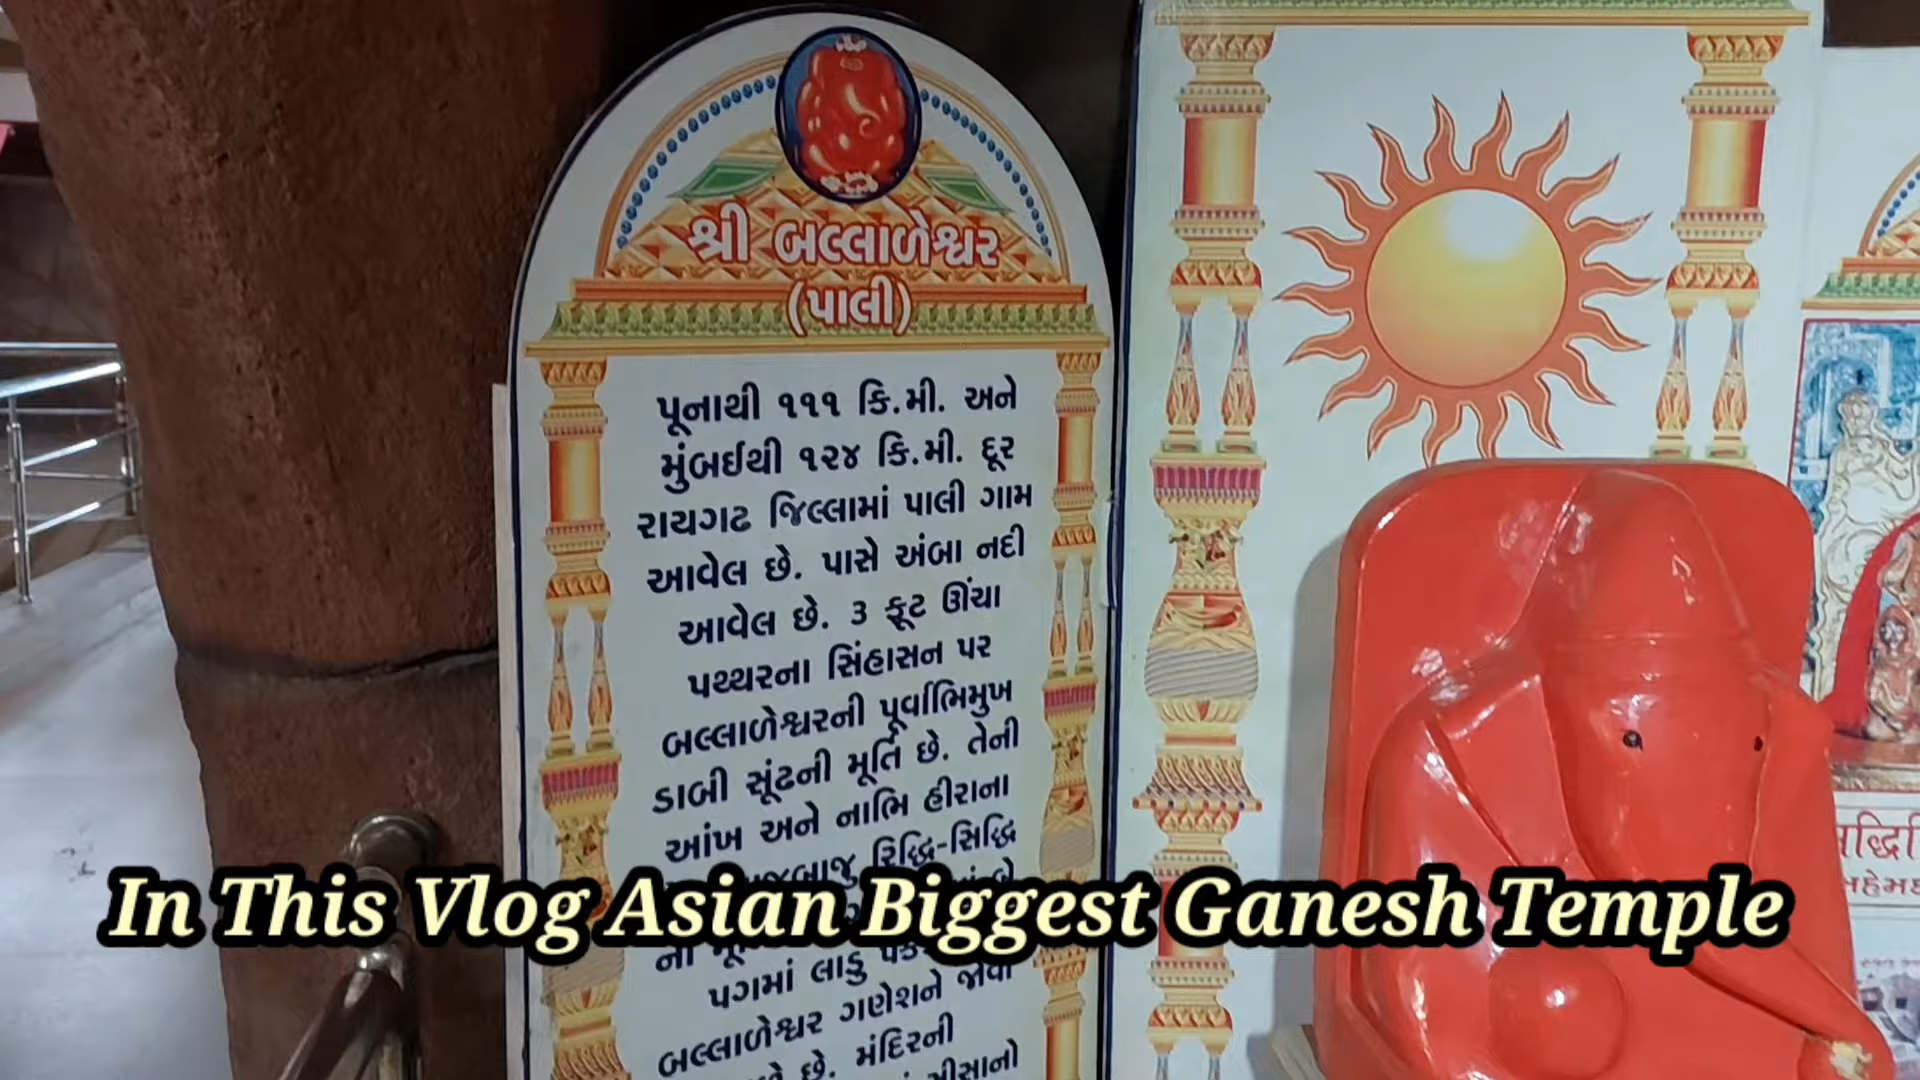 શ્રી બલ્લાળેશ્વર
(પાલી)
પૂનાથી ૧૧૧ કિ.મી. અને
મુંબઈથી ૧૨૪ કિ.મી. દૂર
રાયગઢ જિલ્લામાં પાલી ગામ
આવેલ છે. પાસે અંબા નદી
આવેલ છે. ૩ ફૂટ ઊંચા
પથ્થરના સિંહાસન પર
બલ્લાળેશ્વરની પૂર્વાભિમુખ
ડાબી સૂંઢની મૂર્તિ છે. તેની
આંખ અને નાભિ હીરાના
રિદ્ધિ-સિદ્ધિ
In This Vlog Asian Biggest Ganesh Temple
પગમાં લાડુ
બલ્લાળેશ્વર ગણેશને જોવા
છે. મંદિરની